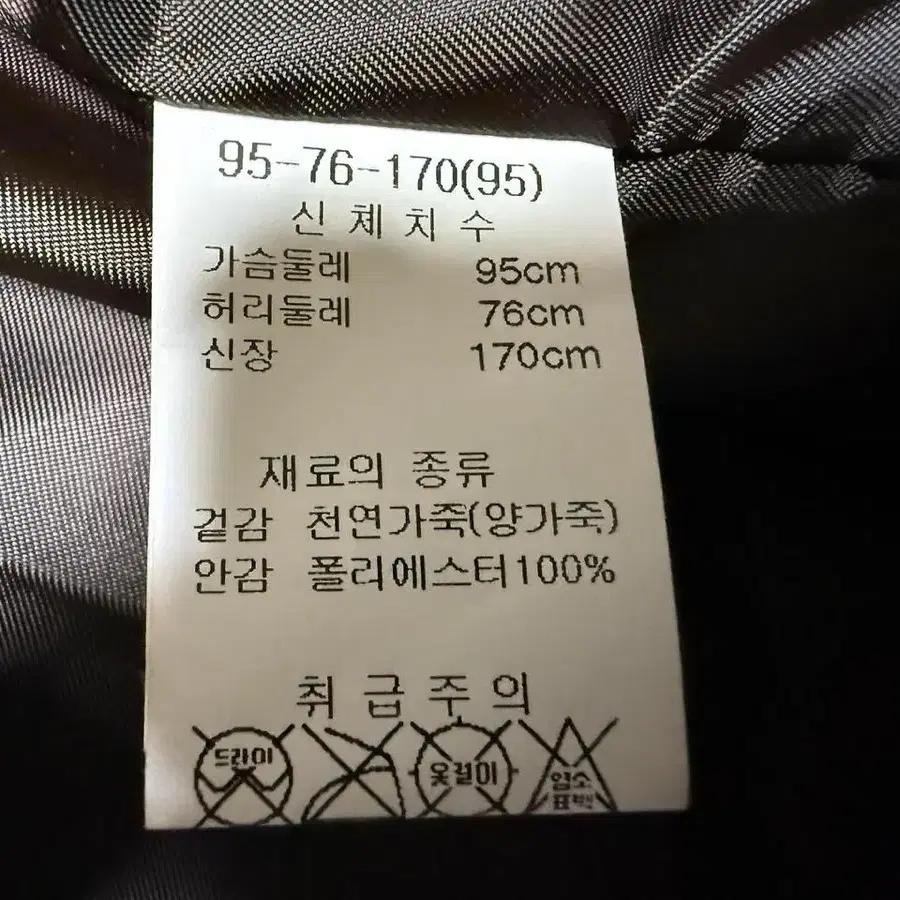 95-76-170(95)
신체치수
가슴둘레 95cm
허리둘레 76cm
신장 170cm
재료의 종류
겉감 천연가죽(양가죽)
안감 폴리에스터100%
취급주의
드라이
옷걸이
염소
표백